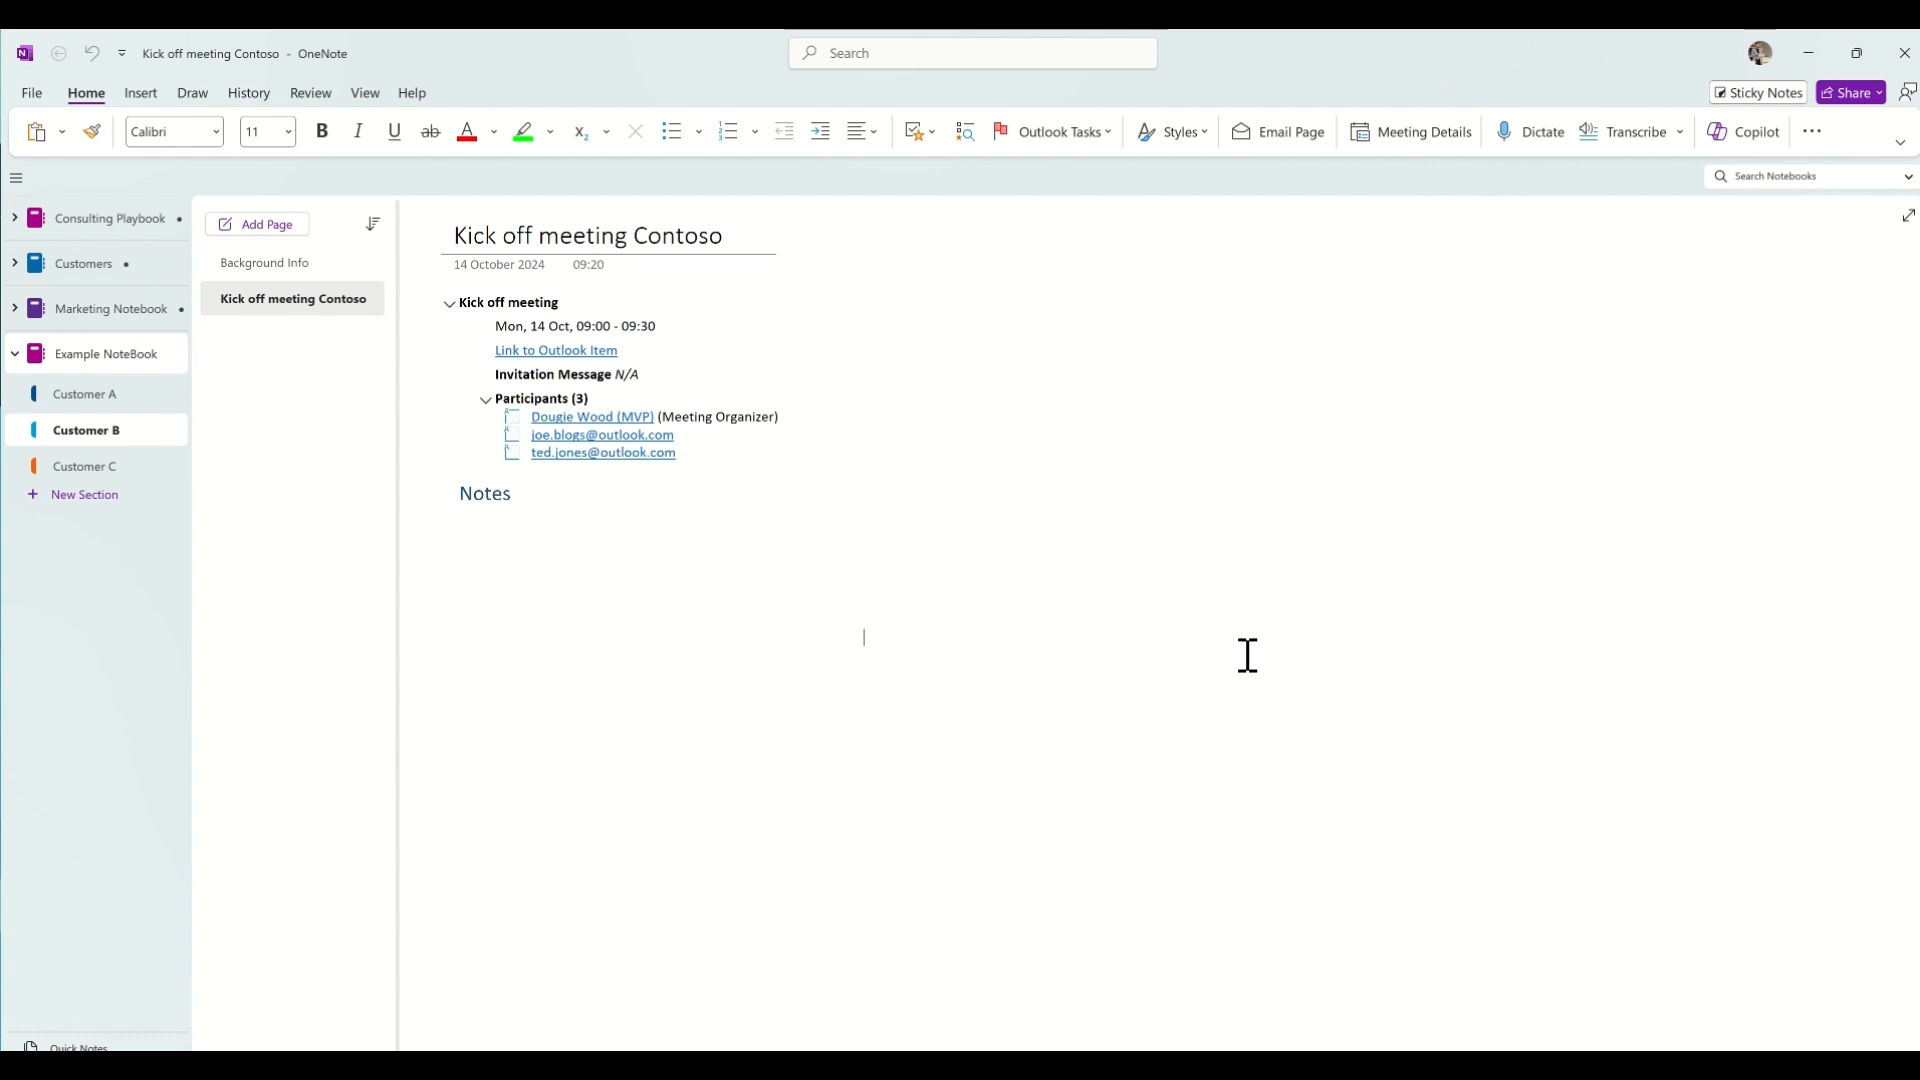 Kick off meeting Contoso - OneNote
Search
File Home Insert Draw History Review View Help
Sticky Notes Share
Calibri 11 B I U ab A x₂ Outlook Tasks Styles Email Page Meeting Details Dictate Transcribe Copilot
Search Notebooks
Consulting Playbook
Customers
Marketing Notebook
Example NoteBook
Customer A
Customer B
Customer C
New Section
Quick Notes
Add Page
Background Info
Kick off meeting Contoso
Kick off meeting Contoso
14 October 2024 09:20
Kick off meeting
Mon, 14 Oct, 09:00 - 09:30
Link to Outlook Item
Invitation Message N/A
Participants (3)
Dougie Wood (MVP) (Meeting Organizer)
joe.blogs@outlook.com
ted.jones@outlook.com
Notes